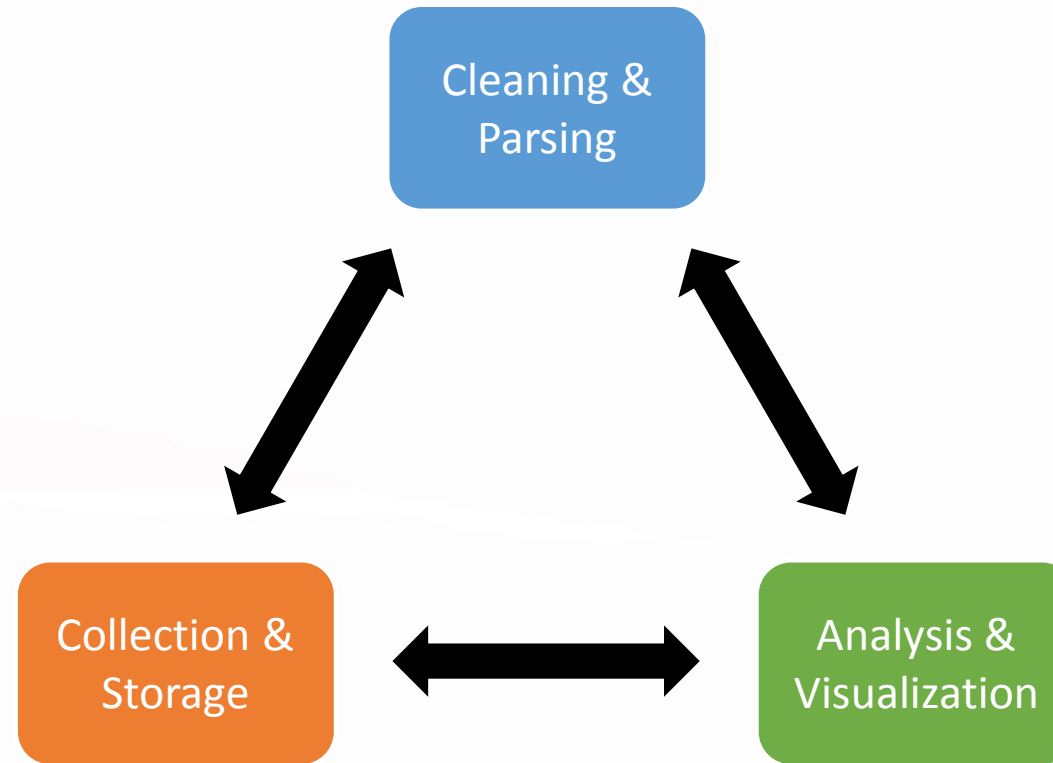 Cleaning &
Parsing
Collection &
Storage
Analysis &
Visualization